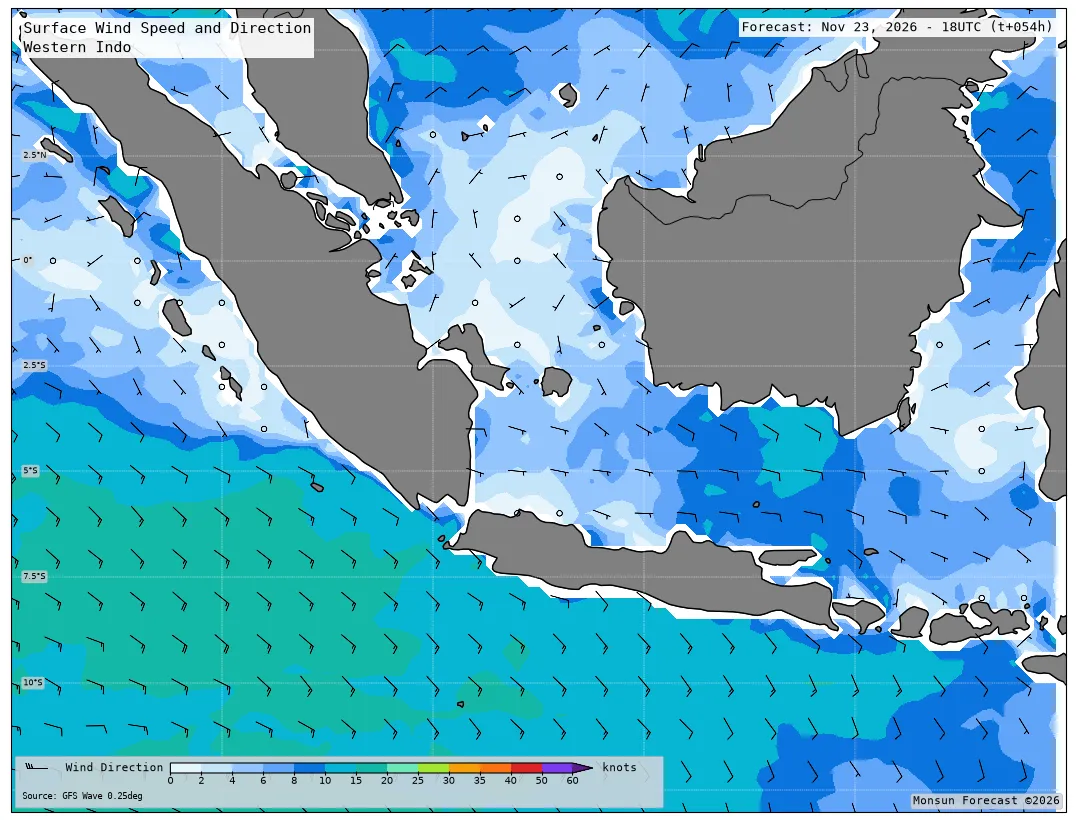 Surface Wind Speed and Direction
Western Indo
Forecast: Nov 23, 2026 - 18UTC (t+054h)
2.5°N
0°
2.5°S
5°S
7.5°S
10°S
Wind Direction
0 2 4 6 8 10 15 20 25 30 35 40 50 60
knots
Source: GFS Wave 0.25deg
Monsun Forecast ©2026